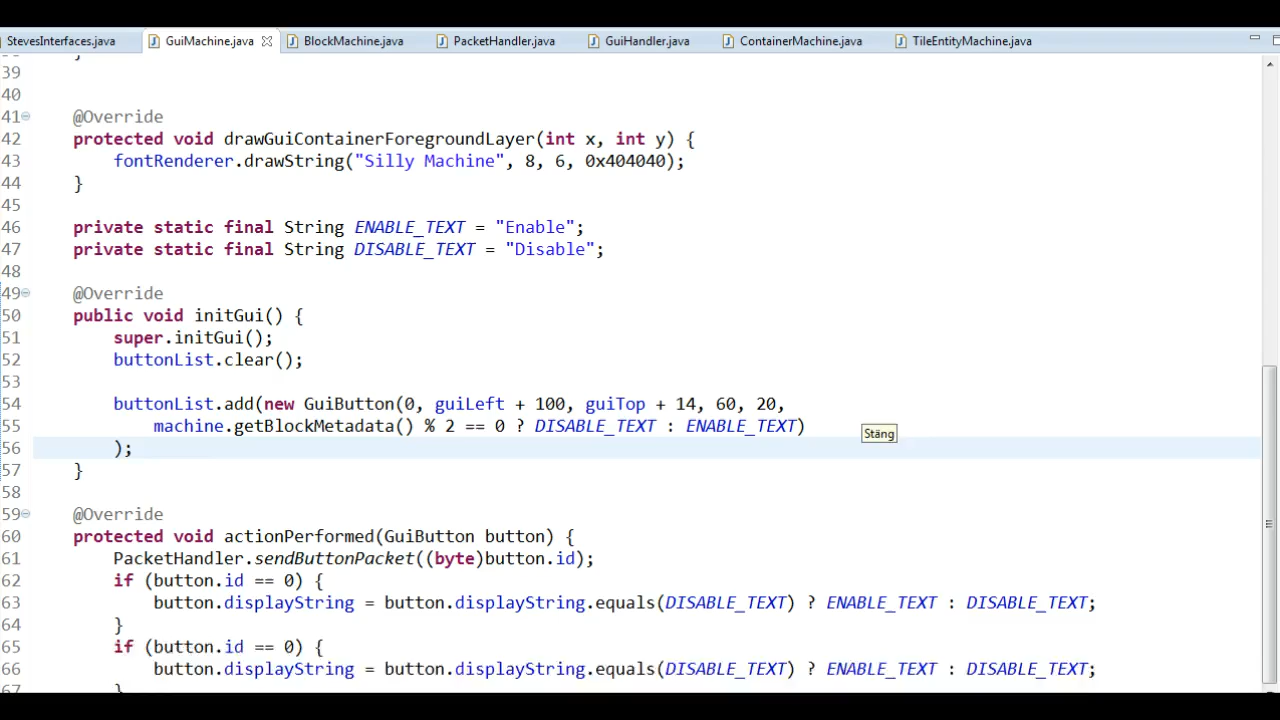 StevesInterfaces.java GuiMachine.java BlockMachine.java PacketHandler.java GuiHandler.java ContainerMachine.java TileEntityMachine.java
39
40
41 @Override
42 protected void drawGuiContainerForegroundLayer(int x, int y) {
43 fontRenderer.drawString("Silly Machine", 8, 6, 0x404040);
44 }
45
46 private static final String ENABLE_TEXT = "Enable";
47 private static final String DISABLE_TEXT = "Disable";
48
49 @Override
50 public void initGui() {
51 super.initGui();
52 buttonList.clear();
53
54 buttonList.add(new GuiButton(0, guiLeft + 100, guiTop + 14, 60, 20,
55 machine.getBlockMetadata() % 2 == 0 ? DISABLE_TEXT : ENABLE_TEXT)
Stäng
56 );
57 }
58
59 @Override
60 protected void actionPerformed(GuiButton button) {
61 PacketHandler.sendButtonPacket((byte)button.id);
62 if (button.id == 0) {
63 button.displayString = button.displayString.equals(DISABLE_TEXT) ? ENABLE_TEXT : DISABLE_TEXT;
64 }
65 if (button.id == 0) {
66 button.displayString = button.displayString.equals(DISABLE_TEXT) ? ENABLE_TEXT : DISABLE_TEXT;
67 }